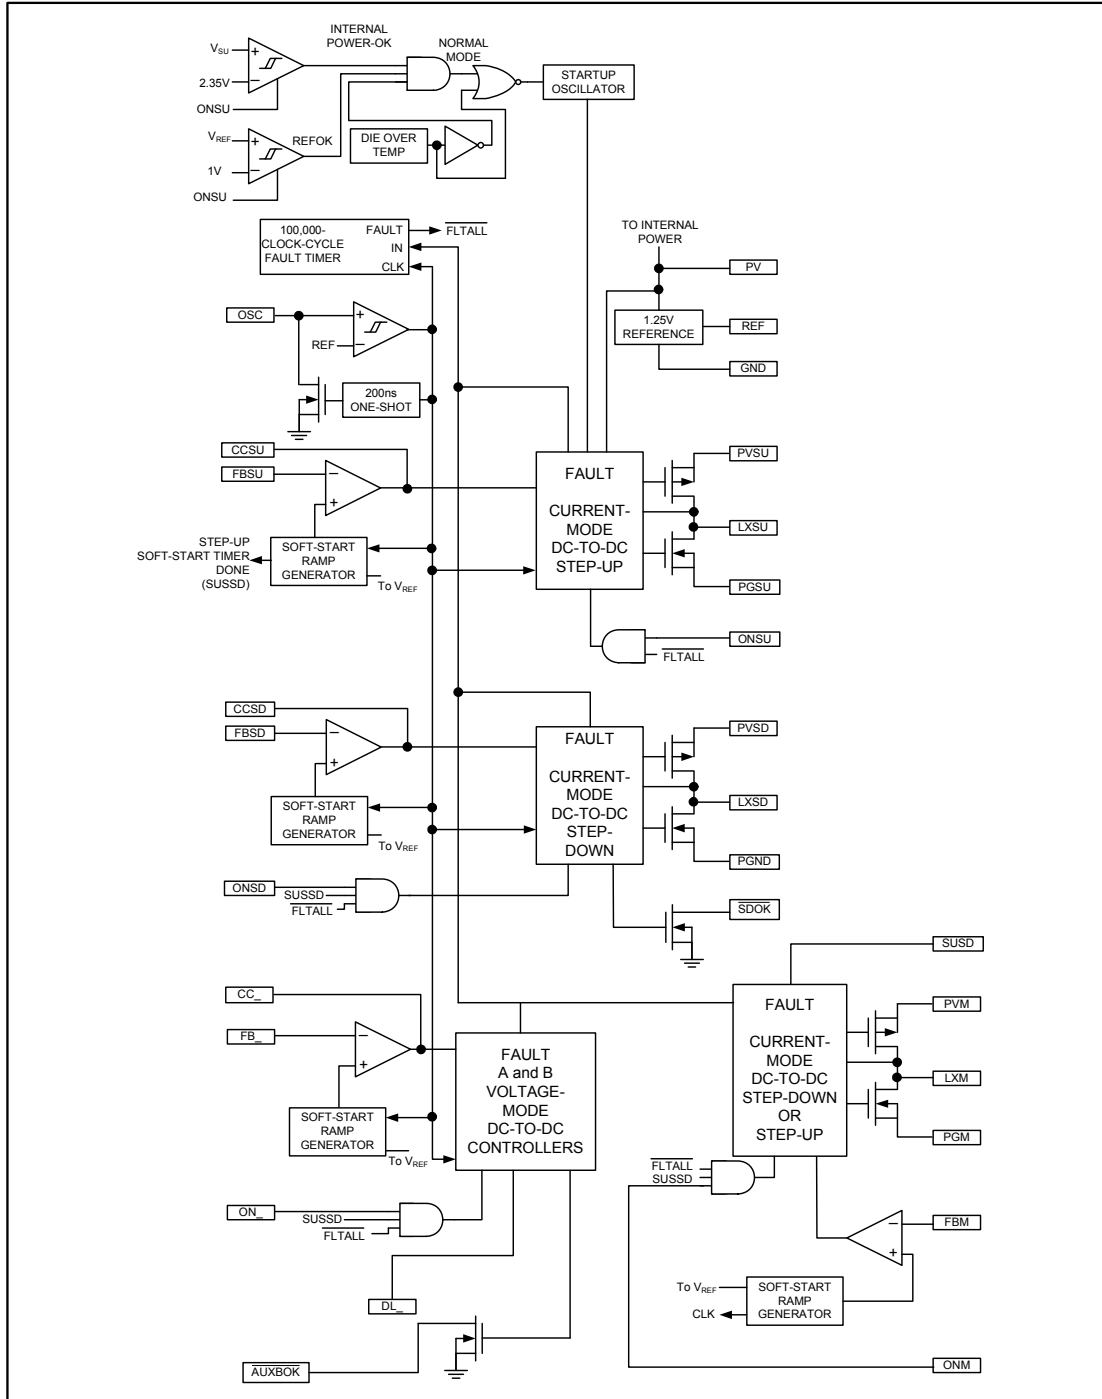 INTERNAL
POWER-OK
NORMAL
MODE
VSU
+
−
2.35V
ONSU
STARTUP
OSCILLATOR
VREF
+
REFOK
−
1V
ONSU
DIE OVER
TEMP
100,000-
CLOCK-CYCLE
FAULT TIMER
FAULT
IN
CLK
FLTALL
TO INTERNAL
POWER
PV
OSC
+
REF
−
1.25V
REFERENCE
REF
GND
200ns
ONE-SHOT
CCSU
FBSU
−
+
FAULT
CURRENT-
MODE
DC-TO-DC
STEP-UP
PVSU
LXSU
PGSU
STEP-UP
SOFT-START TIMER
DONE
(SUSSD)
SOFT-START
RAMP
GENERATOR
To VREF
ONSU
FLTALL
CCSD
FBSD
−
+
FAULT
CURRENT-
MODE
DC-TO-DC
STEP-
DOWN
PVSD
LXSD
PGND
SOFT-START
RAMP
GENERATOR
To VREF
ONSD
SUSSD
FLTALL
SDOK
SUSD
CC_
FB_
−
+
FAULT
A and B
VOLTAGE-
MODE
DC-TO-DC
CONTROLLERS
FAULT
CURRENT-
MODE
DC-TO-DC
STEP-DOWN
OR
STEP-UP
PVM
LXM
PGM
SOFT-START
RAMP
GENERATOR
To VREF
FLTALL
SUSSD
ON_
SUSSD
FLTALL
−
+
FBM
DL_
To VREF
CLK
SOFT-START
RAMP
GENERATOR
AUXBOK
ONM